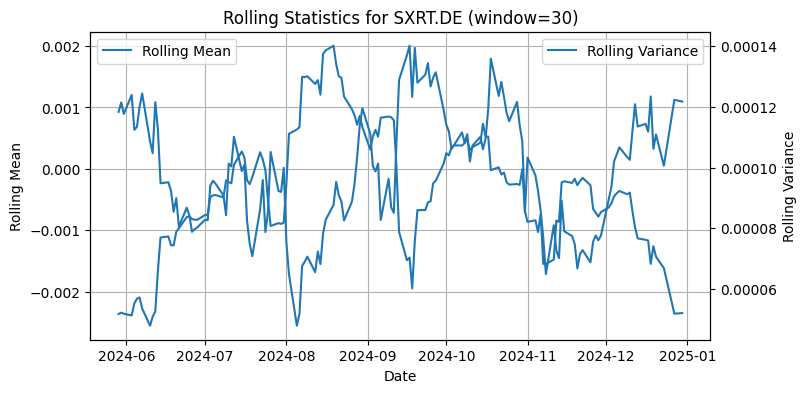 Rolling Statistics for SXRT.DE (window=30)
Rolling Mean
Rolling Variance
Rolling Mean
0.002
0.001
0.000
−0.001
−0.002
0.00014
0.00012
0.00010
0.00008
0.00006
Rolling Variance
2024-06 2024-07 2024-08 2024-09 2024-10 2024-11 2024-12 2025-01
Date